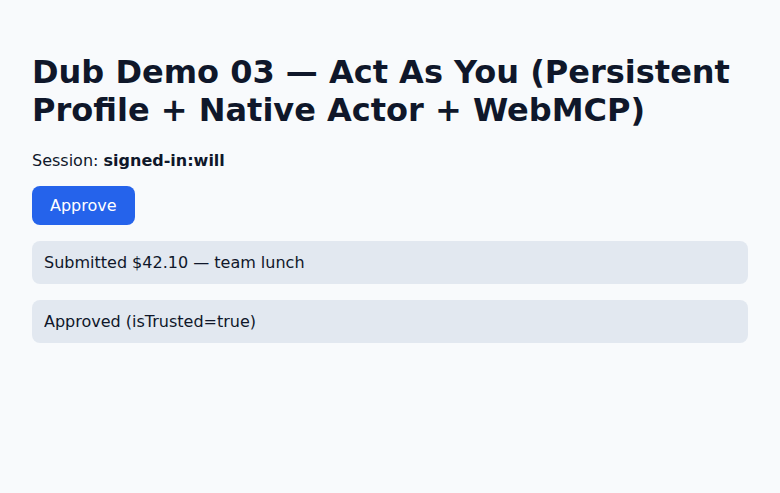 Dub Demo 03 — Act As You (Persistent
Profile + Native Actor + WebMCP)
Session: signed-in:will
Approve
Submitted $42.10 — team lunch
Approved (isTrusted=true)